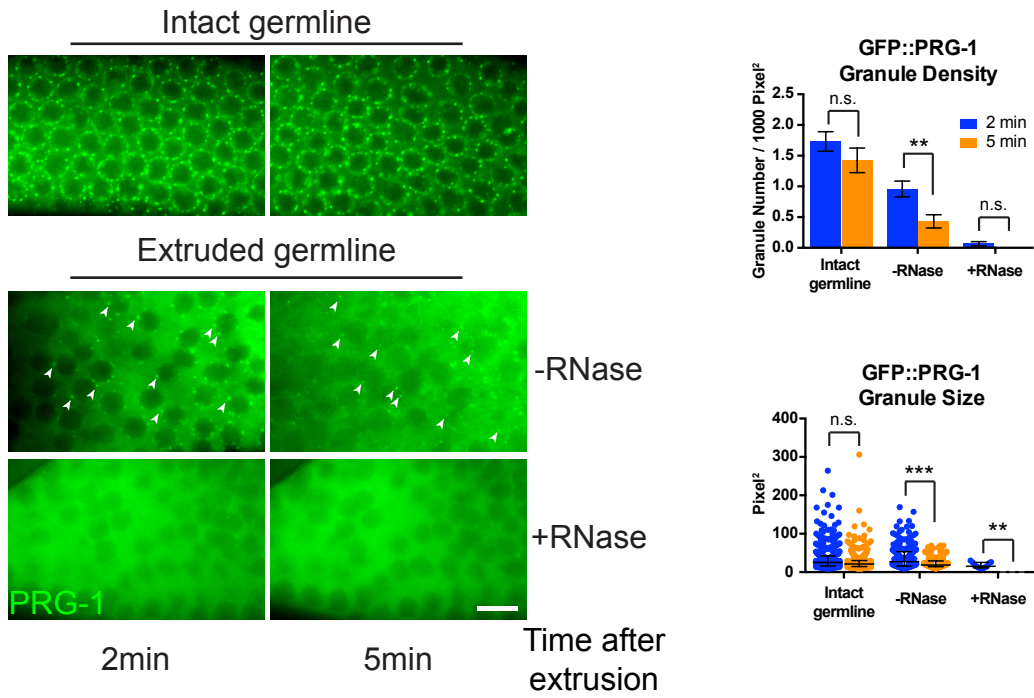 Intact germline
Extruded germline
-RNase
+RNase
PRG-1
2min
5min
Time after
extrusion
GFP::PRG-1
Granule Density
Granule Number / 1000 Pixel²
2.5
2.0
1.5
1.0
0.5
0.0
n.s.
**
n.s.
2 min
5 min
Intact
germline
-RNase
+RNase
GFP::PRG-1
Granule Size
Pixel²
400
300
200
100
0
n.s.
***
**
Intact
germline
-RNase
+RNase